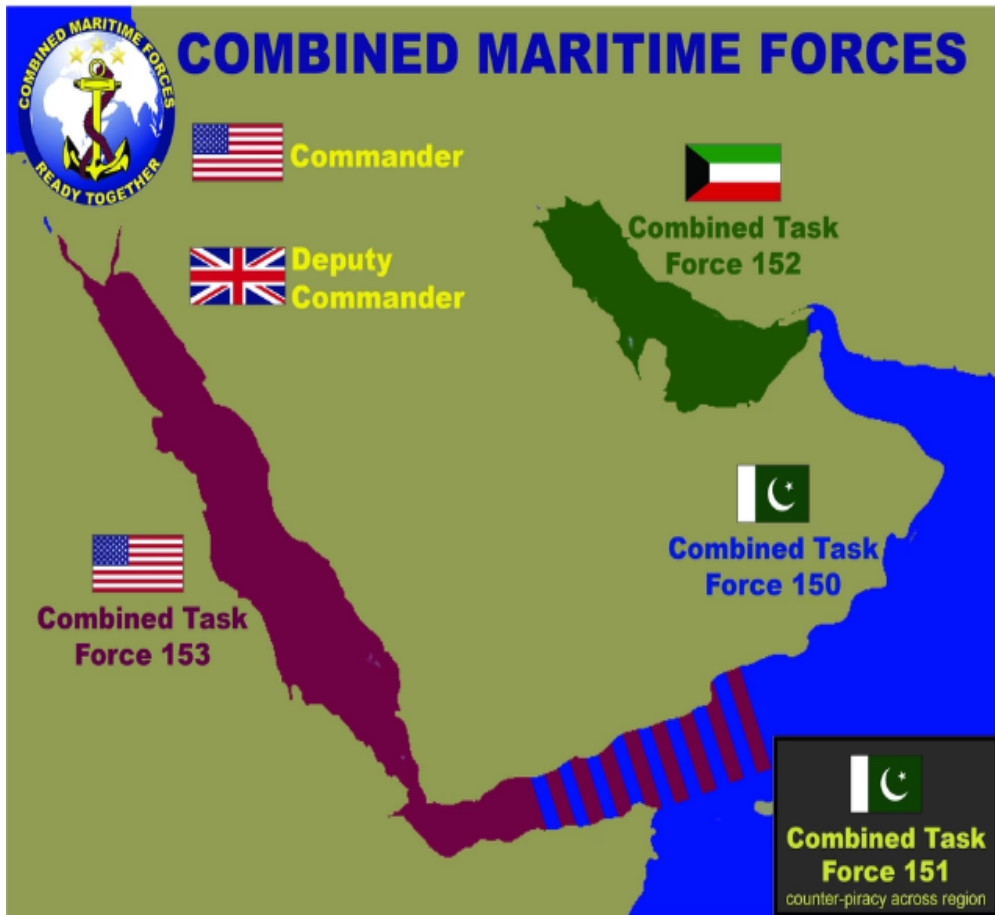 COMBINED MARITIME FORCES
READY TOGETHER
COMBINED MARITIME FORCES
Commander
Deputy
Commander
Combined Task
Force 152
Combined Task
Force 150
Combined Task
Force 153
Combined Task
Force 151
counter-piracy across region